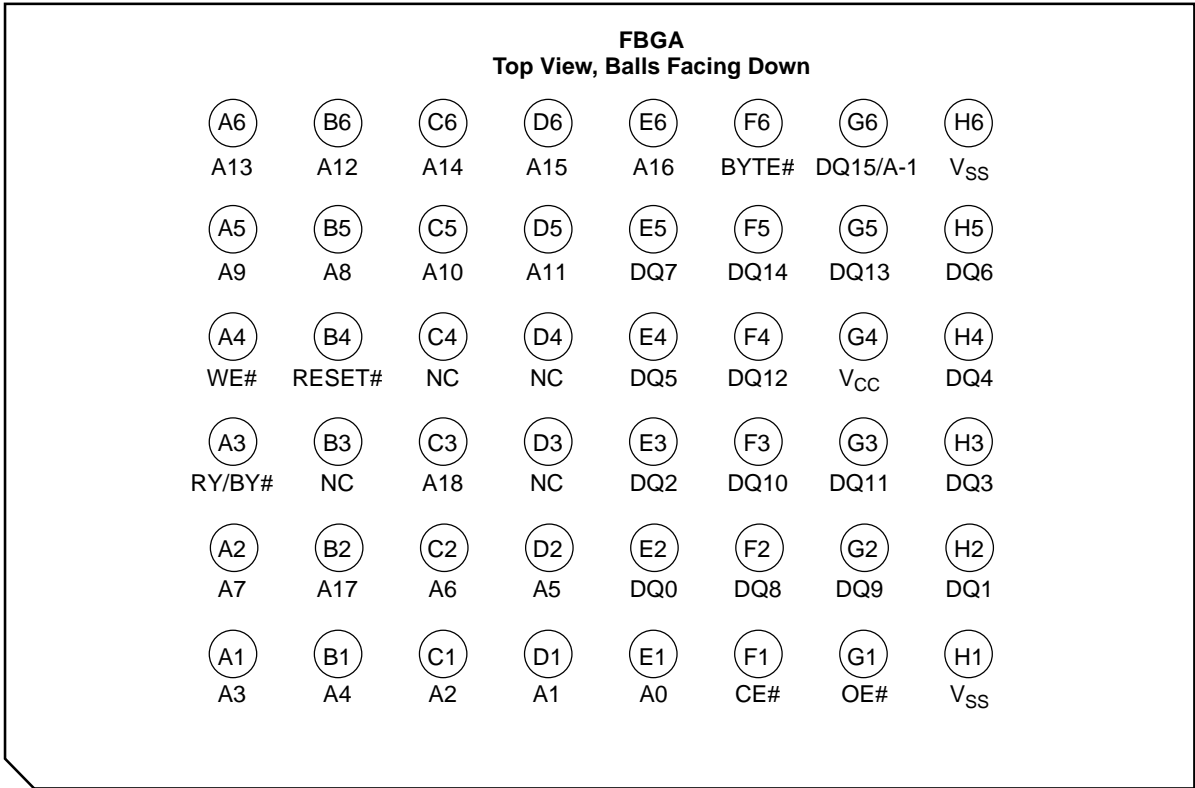 FBGA
Top View, Balls Facing Down
A6 B6 C6 D6 E6 F6 G6 H6
A13 A12 A14 A15 A16 BYTE# DQ15/A-1 VSS
A5 B5 C5 D5 E5 F5 G5 H5
A9 A8 A10 A11 DQ7 DQ14 DQ13 DQ6
A4 B4 C4 D4 E4 F4 G4 H4
WE# RESET# NC NC DQ5 DQ12 VCC DQ4
A3 B3 C3 D3 E3 F3 G3 H3
RY/BY# NC A18 NC DQ2 DQ10 DQ11 DQ3
A2 B2 C2 D2 E2 F2 G2 H2
A7 A17 A6 A5 DQ0 DQ8 DQ9 DQ1
A1 B1 C1 D1 E1 F1 G1 H1
A3 A4 A2 A1 A0 CE# OE# VSS